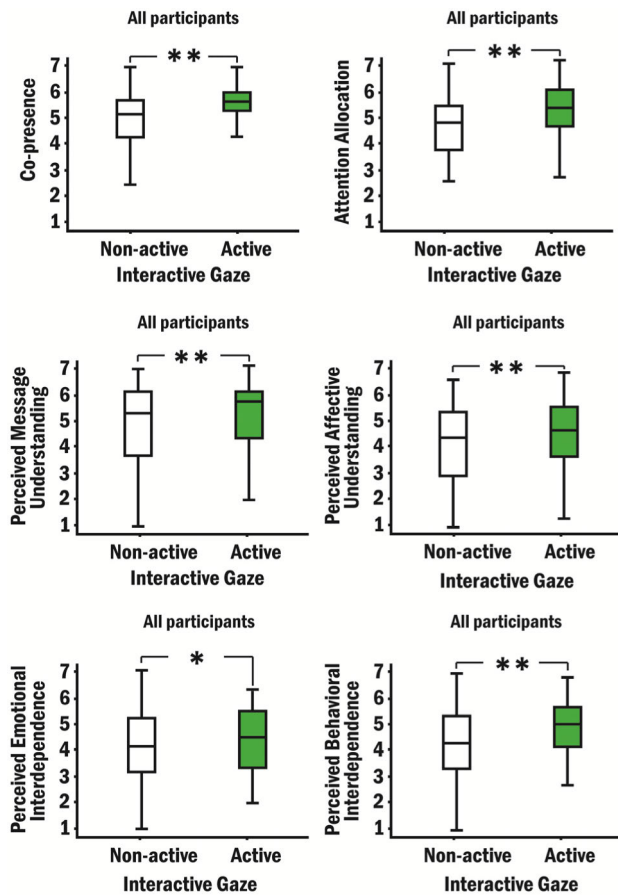 All participants
**
Co-presence
7
6
5
4
3
2
1
Non-active Active
Interactive Gaze
All participants
**
Attention Allocation
7
6
5
4
3
2
1
Non-active Active
Interactive Gaze
All participants
**
Perceived Message
Understanding
7
6
5
4
3
2
1
Non-active Active
Interactive Gaze
All participants
**
Perceived Affective
Understanding
7
6
5
4
3
2
1
Non-active Active
Interactive Gaze
All participants
*
Perceived Emotional
Interdependence
7
6
5
4
3
2
1
Non-active Active
Interactive Gaze
All participants
**
Perceived Behavioral
Interdependence
7
6
5
4
3
2
1
Non-active Active
Interactive Gaze